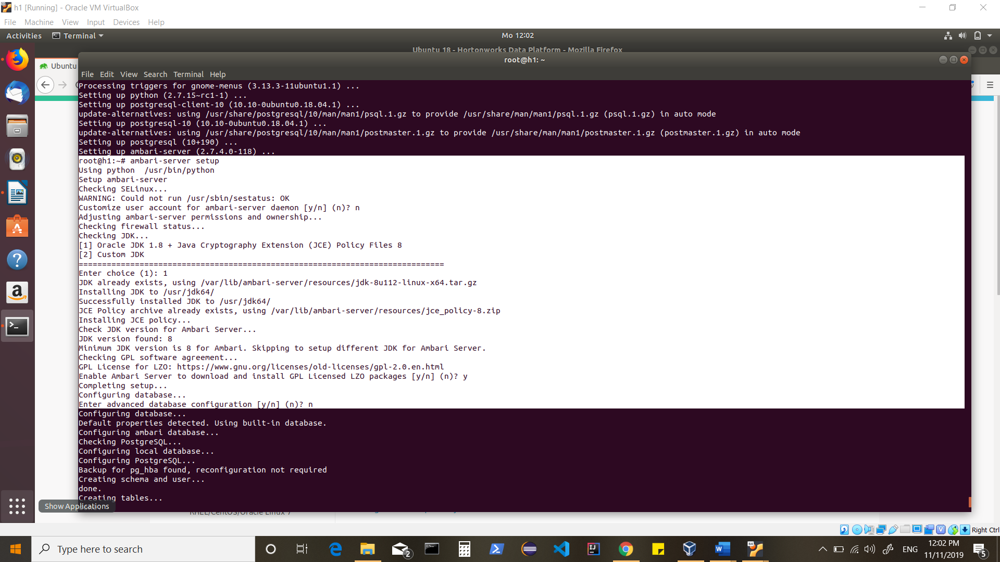 h1 [Running] - Oracle VM VirtualBox
File Machine View Input Devices Help
Activities Terminal Mo 12:02
Ubuntu 18 - Hortonworks Data Platform - Mozilla Firefox
root@h1: ~
Ubuntu
File Edit View Search Terminal Help
Processing triggers for gnome-menus (3.13.3-11ubuntu1.1) ...
Setting up python (2.7.15~rc1-1) ...
Setting up postgresql-client-10 (10.10-0ubuntu0.18.04.1) ...
update-alternatives: using /usr/share/postgresql/10/man/man1/psql.1.gz to provide /usr/share/man/man1/psql.1.gz (psql.1.gz) in auto mode
Setting up postgresql-10 (10.10-0ubuntu0.18.04.1) ...
update-alternatives: using /usr/share/postgresql/10/man/man1/postmaster.1.gz to provide /usr/share/man/man1/postmaster.1.gz (postmaster.1.gz) in auto mode
Setting up postgresql (10+190) ...
Setting up ambari-server (2.7.4.0-118) ...
root@h1:~# ambari-server setup
Using python  /usr/bin/python
Setup ambari-server
Checking SELinux...
WARNING: Could not run /usr/sbin/sestatus: OK
Customize user account for ambari-server daemon [y/n] (n)? n
Adjusting ambari-server permissions and ownership...
Checking firewall status...
Checking JDK...
[1] Oracle JDK 1.8 + Java Cryptography Extension (JCE) Policy Files 8
[2] Custom JDK
==============================================================================
Enter choice (1): 1
JDK already exists, using /var/lib/ambari-server/resources/jdk-8u112-linux-x64.tar.gz
Installing JDK to /usr/jdk64/
Successfully installed JDK to /usr/jdk64/
JCE Policy archive already exists, using /var/lib/ambari-server/resources/jce_policy-8.zip
Installing JCE policy...
Check JDK version for Ambari Server...
JDK version found: 8
Minimum JDK version is 8 for Ambari. Skipping to setup different JDK for Ambari Server.
Checking GPL software agreement...
GPL License for LZO: https://www.gnu.org/licenses/old-licenses/gpl-2.0.en.html
Enable Ambari Server to download and install GPL Licensed LZO packages [y/n] (n)? y
Completing setup...
Configuring database...
Enter advanced database configuration [y/n] (n)? n
Configuring database...
Default properties detected. Using built-in database.
Configuring ambari database...
Checking PostgreSQL...
Configuring local database...
Configuring PostgreSQL...
Backup for pg_hba found, reconfiguration not required
Creating schema and user...
done.
Creating tables...
Show Applications
RHEL/CentOS/Oracle Linux 7
Right Ctrl
Type here to search
2
64
ENG
12:02 PM
11/11/2019
5